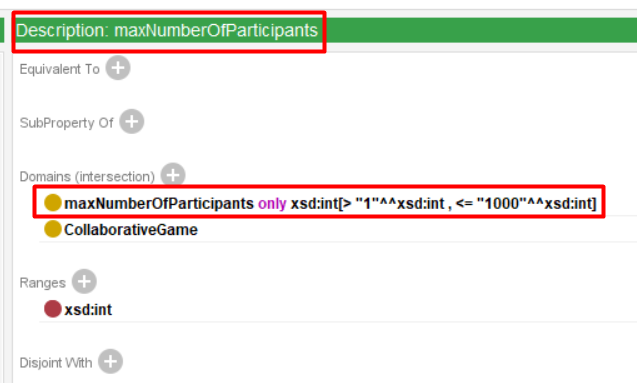 Description: maxNumberOfParticipants
Equivalent To
SubProperty Of
Domains (intersection)
maxNumberOfParticipants only xsd:int[> "1"^^xsd:int , <= "1000"^^xsd:int]
CollaborativeGame
Ranges
xsd:int
Disjoint With